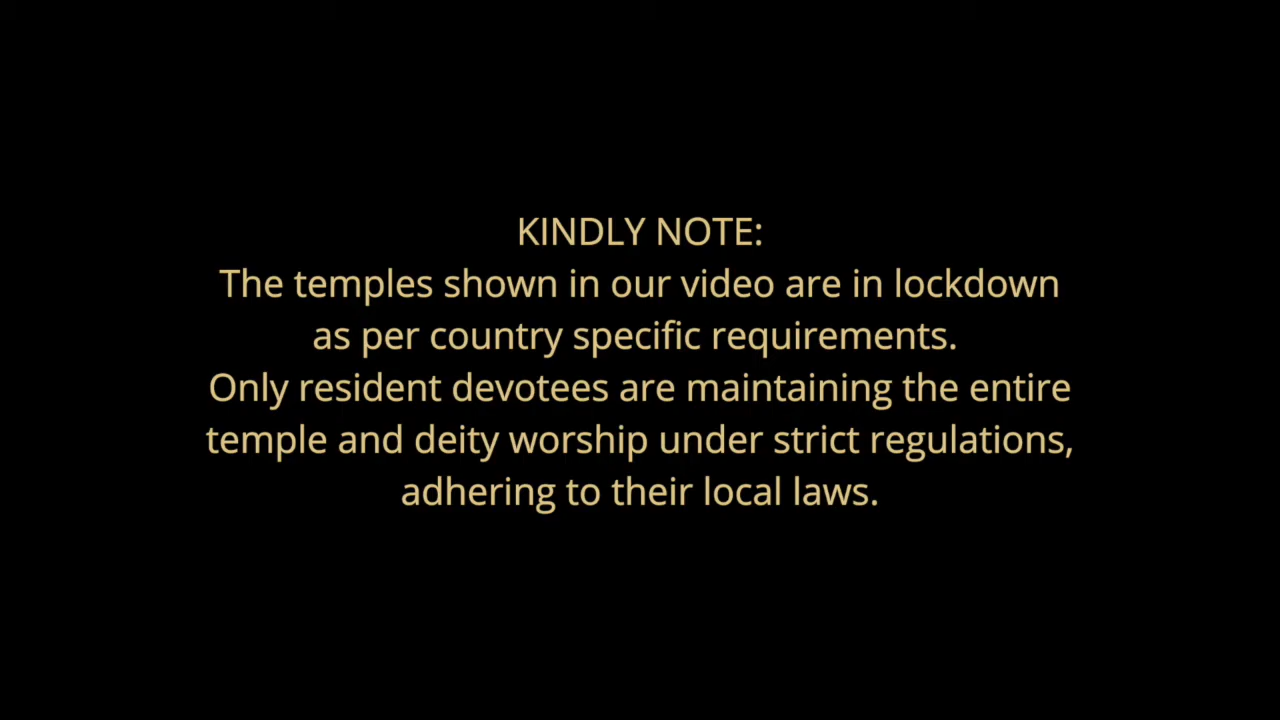 KINDLY NOTE:
The temples shown in our video are in lockdown
as per country specific requirements.
Only resident devotees are maintaining the entire
temple and deity worship under strict regulations,
adhering to their local laws.